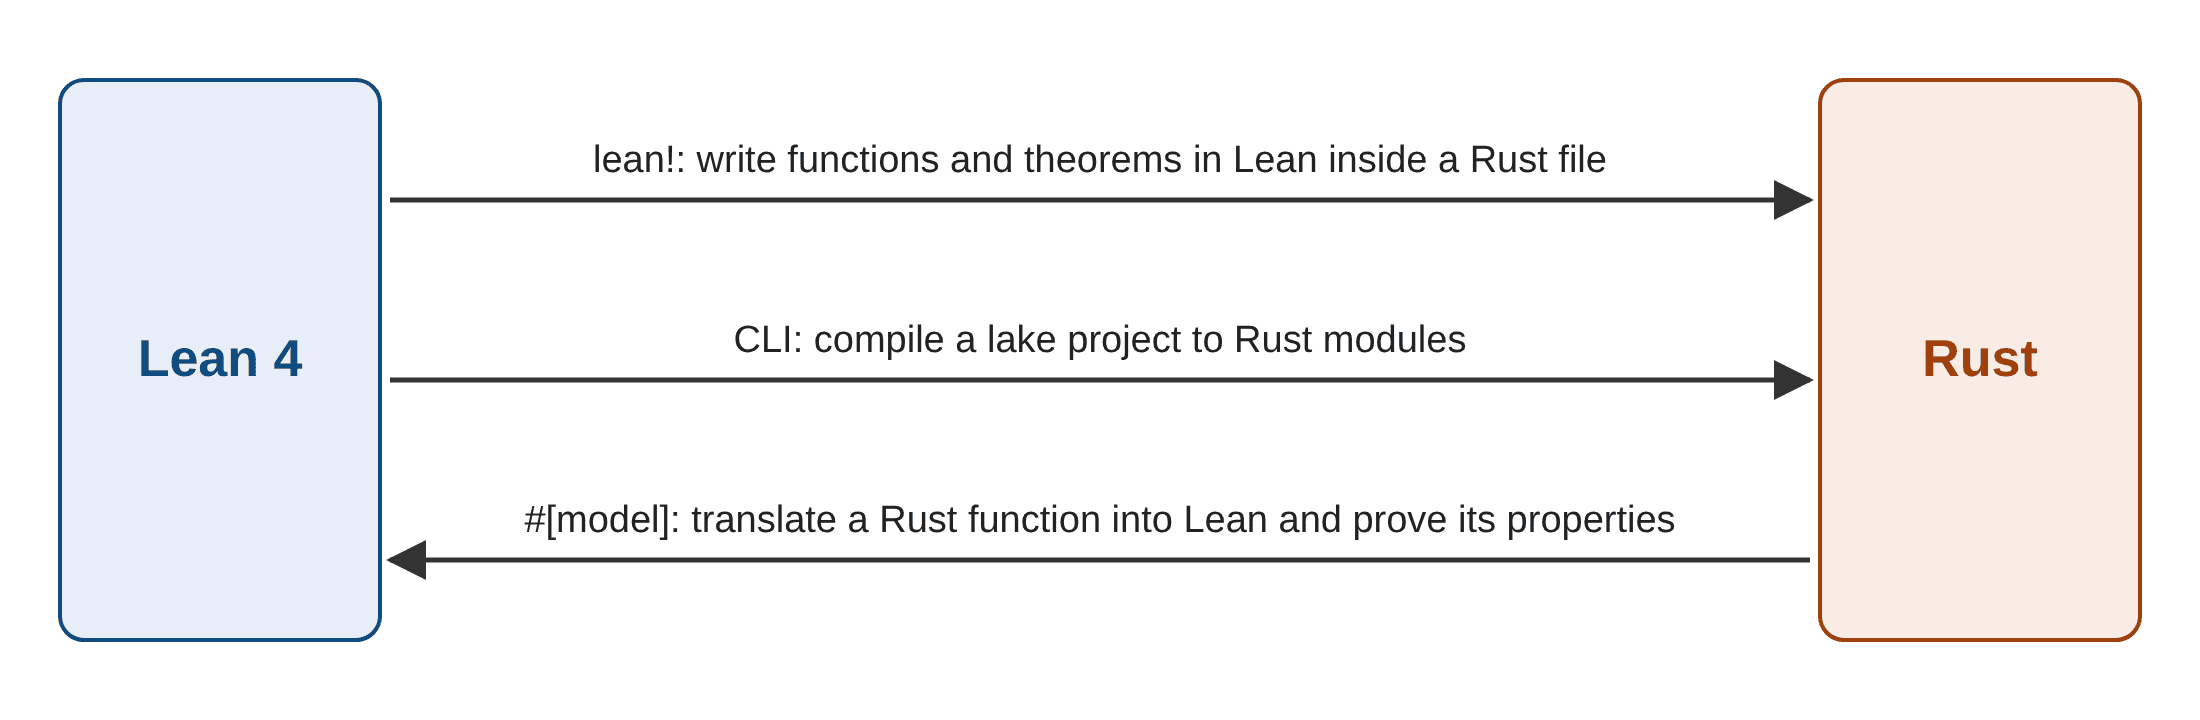 lean!: write functions and theorems in Lean inside a Rust file
CLI: compile a lake project to Rust modules
Lean 4
Rust
#[model]: translate a Rust function into Lean and prove its properties